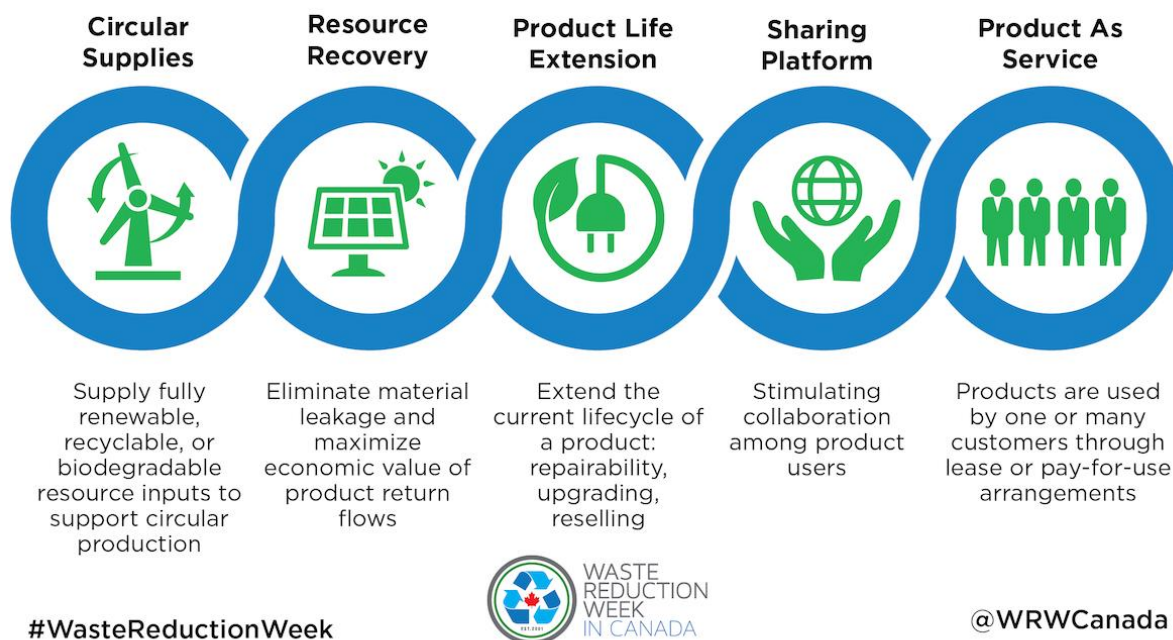 Circular
Supplies
Resource
Recovery
Product Life
Extension
Sharing
Platform
Product As
Service
Supply fully
renewable,
recyclable, or
biodegradable
resource inputs to
support circular
production
Eliminate material
leakage and
maximize
economic value of
product return
flows
Extend the
current lifecycle of
a product:
repairability,
upgrading,
reselling
Stimulating
collaboration
among product
users
Products are used
by one or many
customers through
lease or pay-for-use
arrangements
#WasteReductionWeek
EST.2001
WASTE
REDUCTION
WEEK
IN CANADA
@WRWCanada